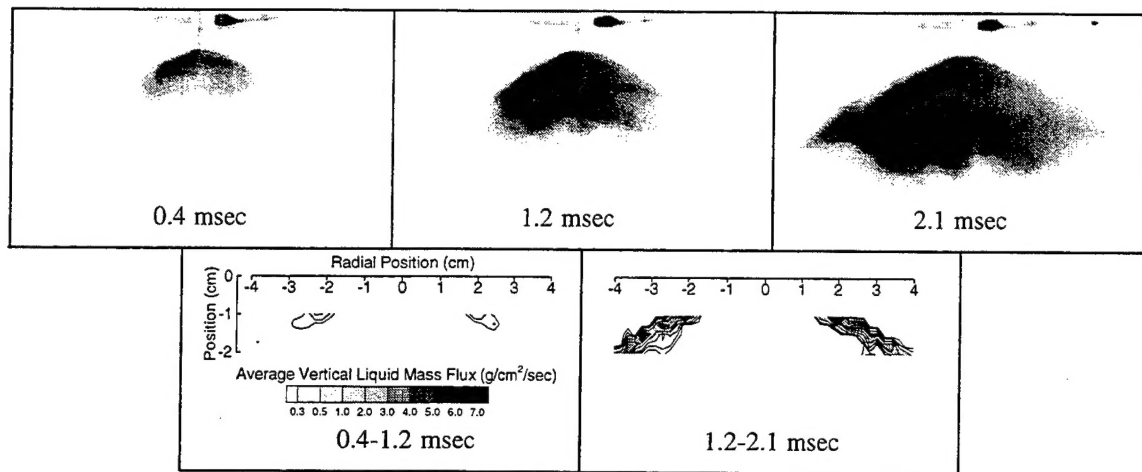 0.4 msec
1.2 msec
2.1 msec
Radial Position (cm)
-4 -3 -2 -1 0 1 2 3 4
Position (cm)
0
-1
-2
Average Vertical Liquid Mass Flux (g/cm²/sec)
0.3 0.5 1.0 2.0 3.0 4.0 5.0 6.0 7.0
0.4-1.2 msec
-4 -3 -2 -1 0 1 2 3 4
1.2-2.1 msec